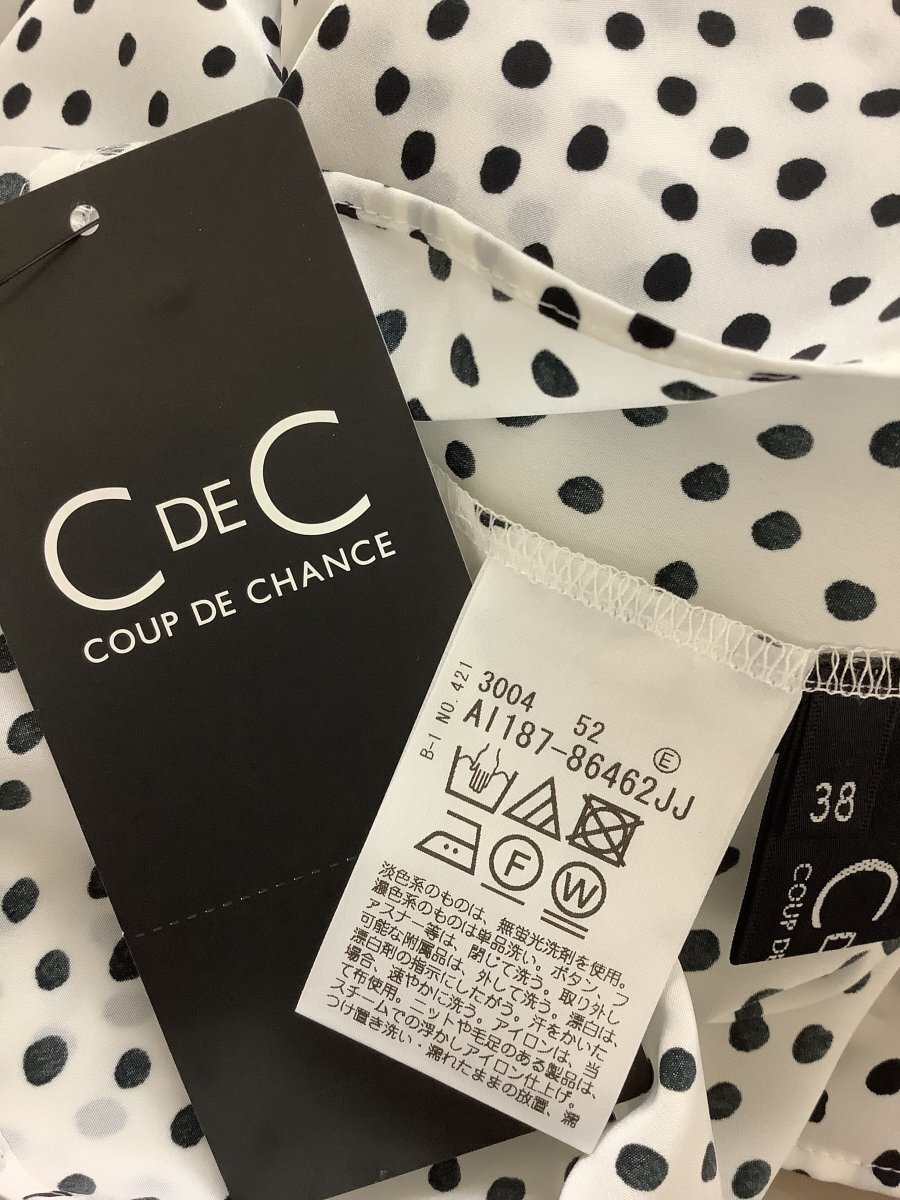 C DE C
COUP DE CHANCE
B-1 NO. 421
3004 52
AI187-86462JJ
E
F
W
淡色系のものは、無蛍光洗剤を使用。
濃色系のものは単品洗い。ボタン、フ
ァスナー等は、閉じて洗う。取り外し
可能な附属品は、外して洗う。漂白は、
漂白剤の指示にしたがう。汗をかいた
場合、速やかに洗う。アイロンは、当
て布使用。ニットや毛足のある製品は、
スチームでの浮かしアイロン仕上げ。
つけ置き洗い・濡れたままの放置、濡
38
C
COUP D